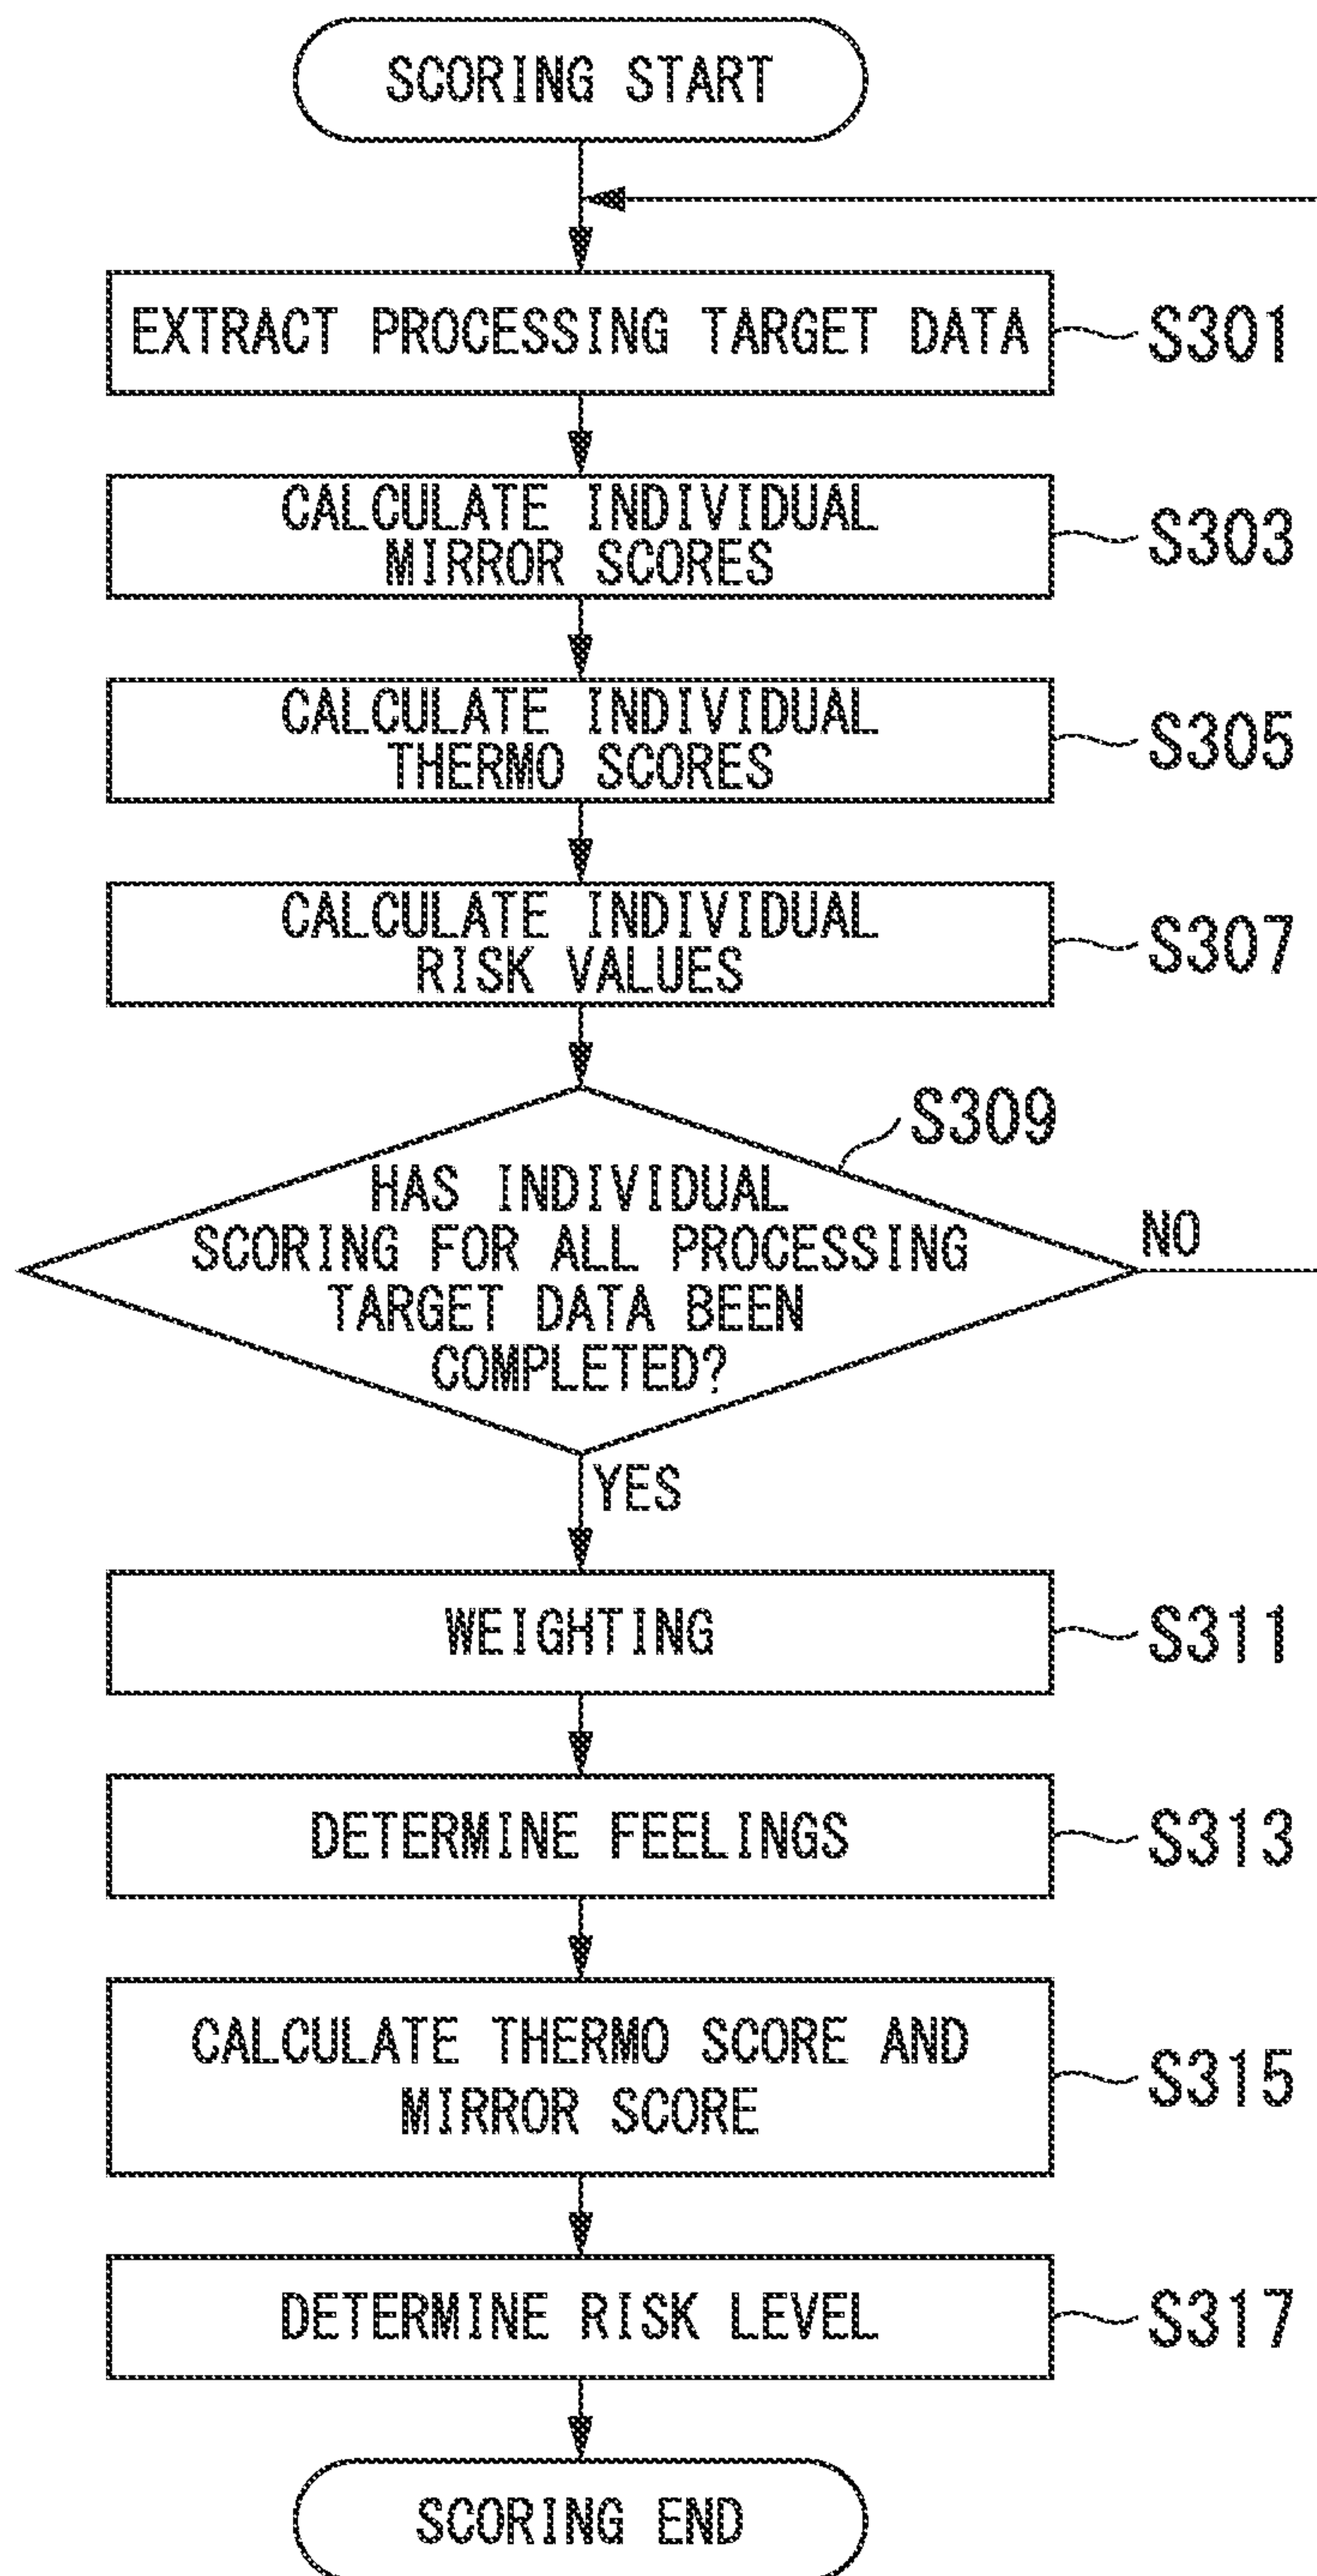 SCORING START
EXTRACT PROCESSING TARGET DATA
S301
CALCULATE INDIVIDUAL
MIRROR SCORES
S303
CALCULATE INDIVIDUAL
THERMO SCORES
S305
CALCULATE INDIVIDUAL
RISK VALUES
S307
S309
HAS INDIVIDUAL
SCORING FOR ALL PROCESSING
TARGET DATA BEEN
COMPLETED?
NO
YES
WEIGHTING
S311
DETERMINE FEELINGS
S313
CALCULATE THERMO SCORE AND
MIRROR SCORE
S315
DETERMINE RISK LEVEL
S317
SCORING END